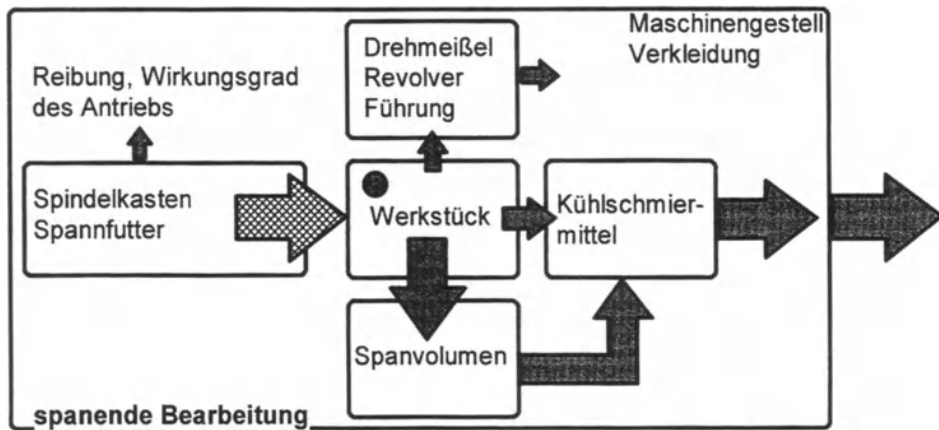 Maschinengestell
Verkleidung
Drehmeißel
Revolver
Führung
Reibung, Wirkungsgrad
des Antriebs
Spindelkasten
Spannfutter
Werkstück
Kühlschmier-
mittel
Spanvolumen
spanende Bearbeitung